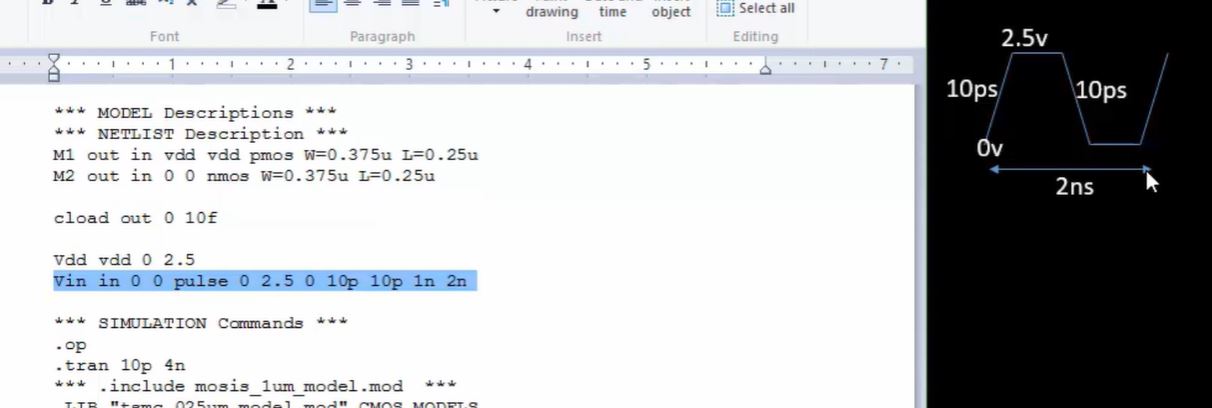 drawing time object Select all
Font Paragraph Insert Editing
1 2 3 4 5 7
*** MODEL Descriptions ***
*** NETLIST Description ***
M1 out in vdd vdd pmos W=0.375u L=0.25u
M2 out in 0 0 nmos W=0.375u L=0.25u
cload out 0 10f
Vdd vdd 0 2.5
Vin in 0 0 pulse 0 2.5 0 10p 10p 1n 2n
*** SIMULATION Commands ***
.op
.tran 10p 4n
*** .include mosis_1um_model.mod ***
.LIB "tsmc_025um_model.mod" CMOS_MODELS
2.5v
10ps 10ps
0v
2ns